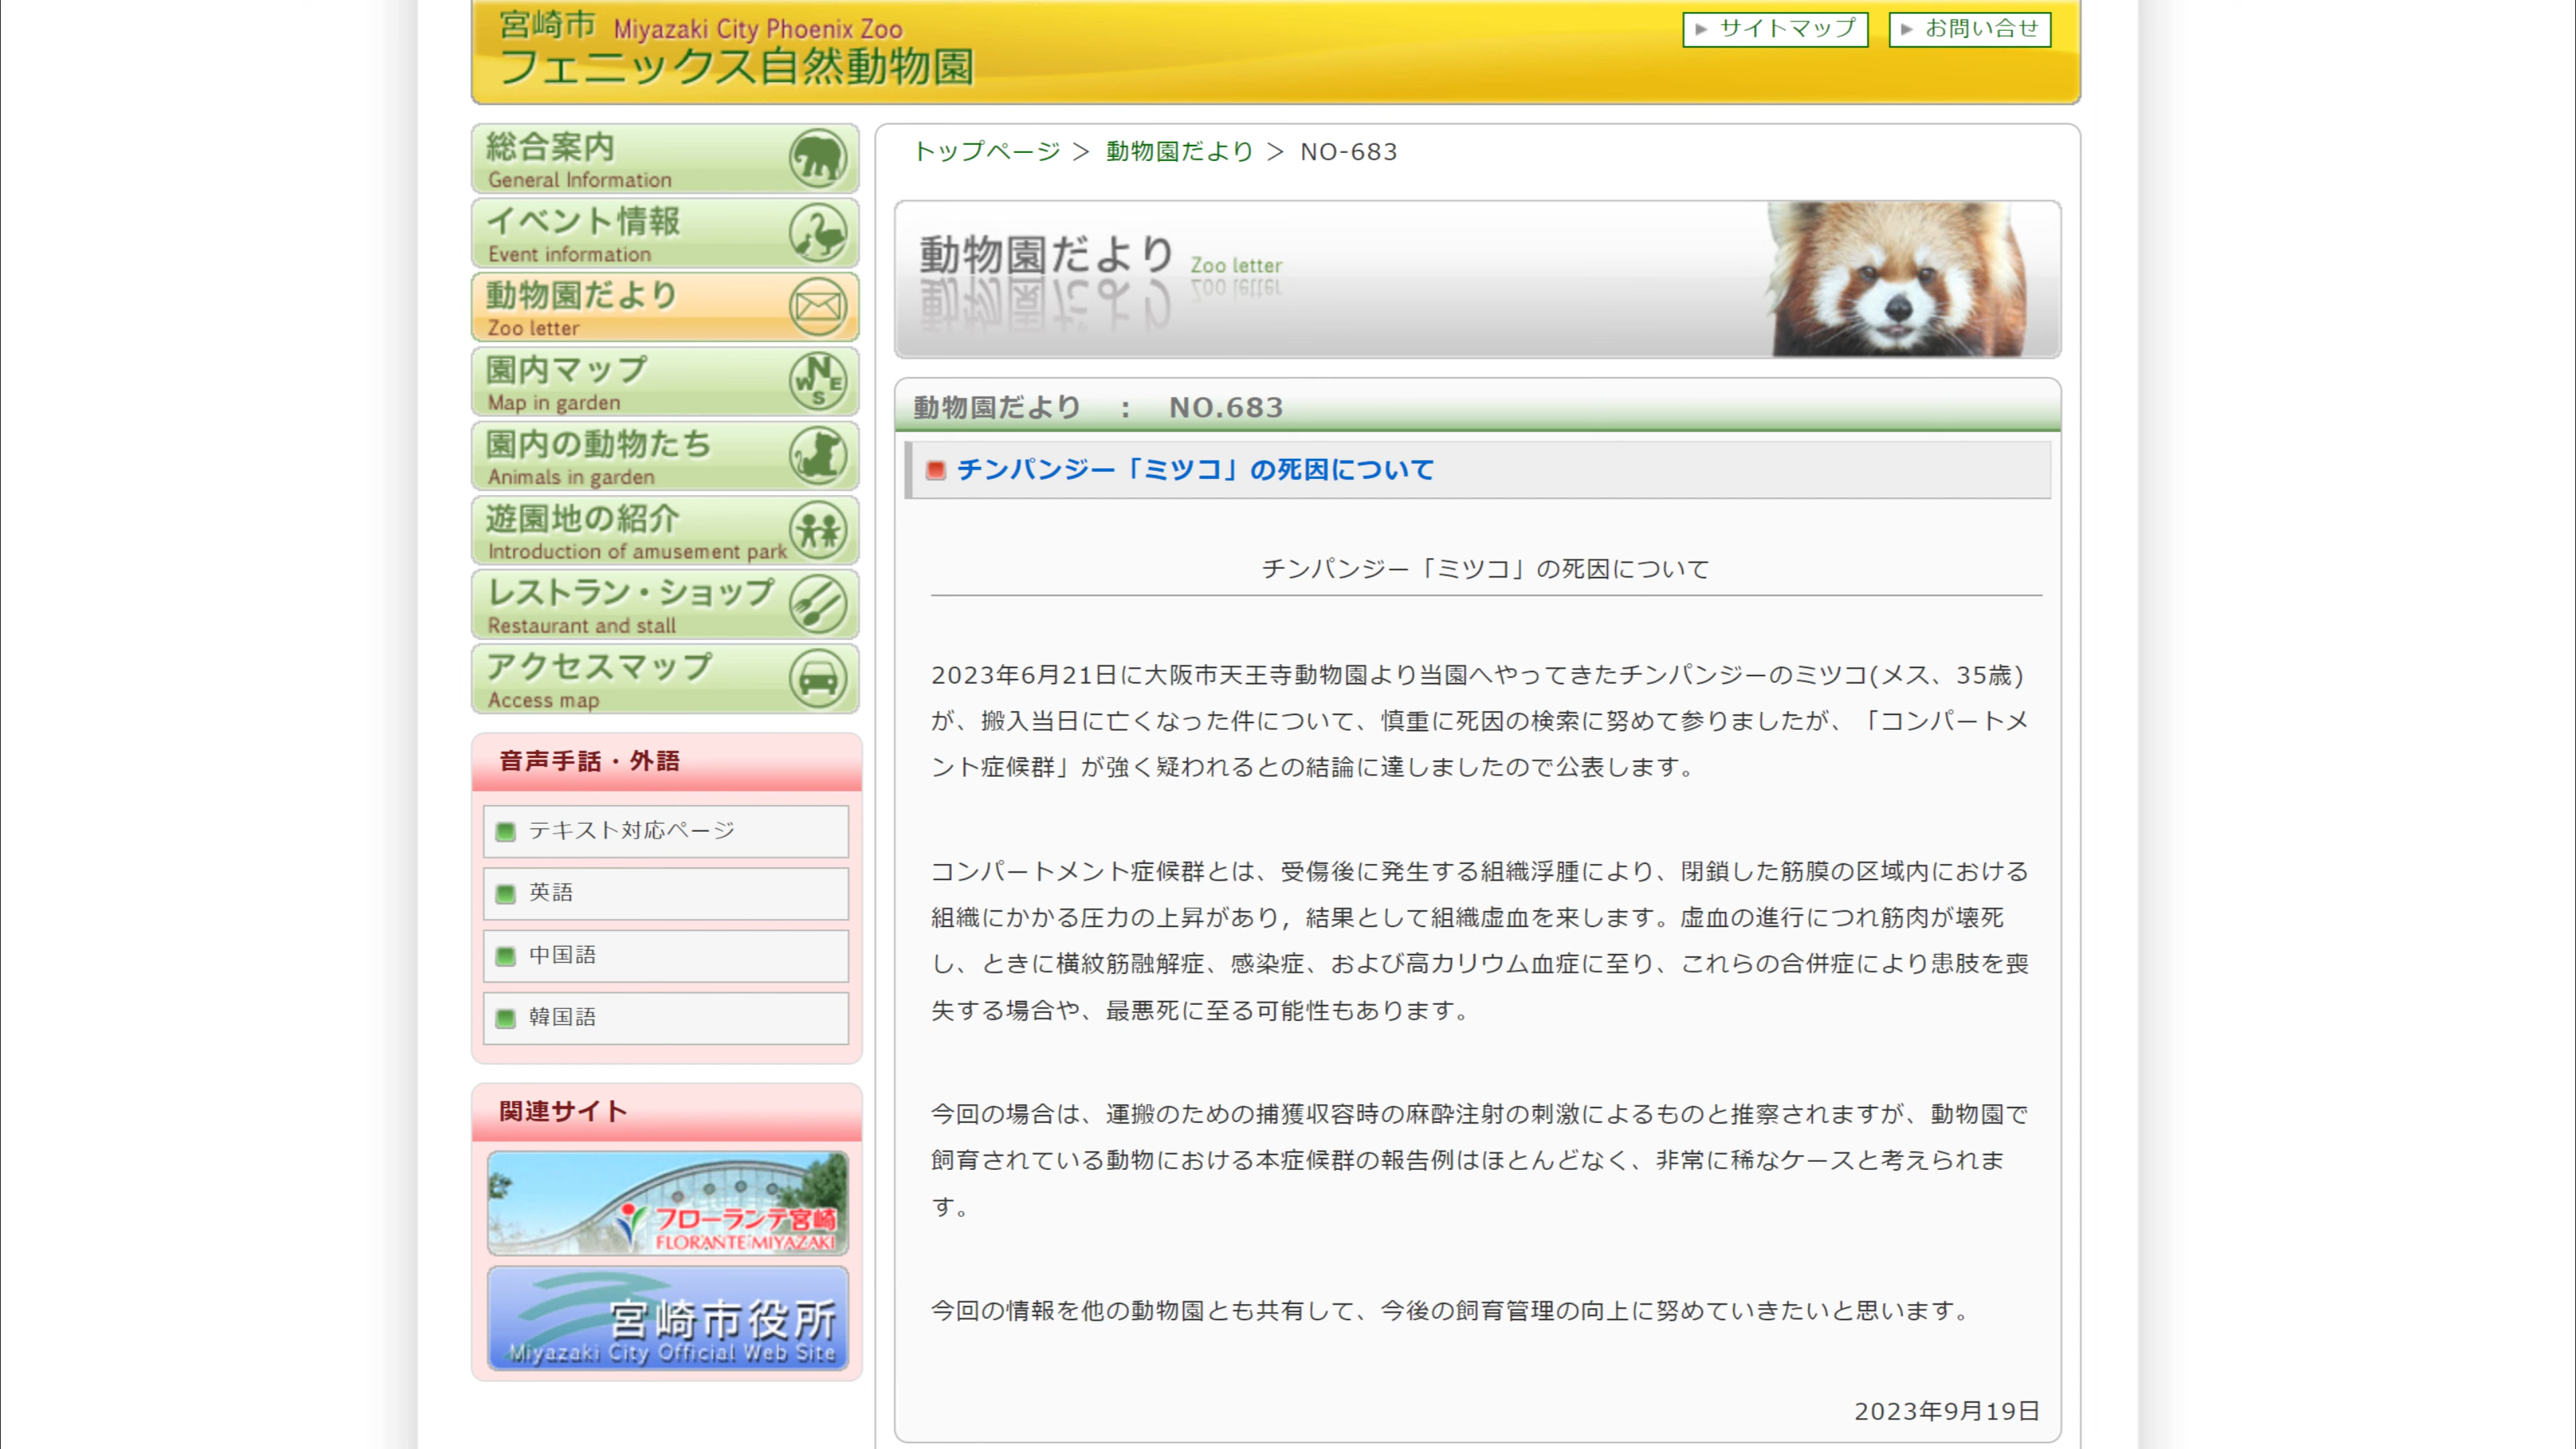 宮崎市 Miyazaki City Phoenix Zoo
フェニックス自然動物園
サイトマップ
お問い合せ
総合案内
General Information
イベント情報
Event information
動物園だより
Zoo letter
園内マップ
Map in garden
N
W E
S
園内の動物たち
Animals in garden
遊園地の紹介
Introduction of amusement park
レストラン・ショップ
Restaurant and stall
アクセスマップ
Access map
音声手話・外語
テキスト対応ページ
英語
中国語
韓国語
関連サイト
フローランテ宮崎
FLORANTE MIYAZAKI
宮崎市役所
Miyazaki City Official Web Site
トップページ ＞ 動物園だより ＞ NO-683
動物園だより Zoo letter
動物園だより ： NO.683
チンパンジー「ミツコ」の死因について
チンパンジー「ミツコ」の死因について
2023年6月21日に大阪市天王寺動物園より当園へやってきたチンパンジーのミツコ(メス、35歳)
が、搬入当日に亡くなった件について、慎重に死因の検索に努めて参りましたが、「コンパートメ
ント症候群」が強く疑われるとの結論に達しましたので公表します。
コンパートメント症候群とは、受傷後に発生する組織浮腫により、閉鎖した筋膜の区域内における
組織にかかる圧力の上昇があり，結果として組織虚血を来します。虚血の進行につれ筋肉が壊死
し、ときに横紋筋融解症、感染症、および高カリウム血症に至り、これらの合併症により患肢を喪
失する場合や、最悪死に至る可能性もあります。
今回の場合は、運搬のための捕獲収容時の麻酔注射の刺激によるものと推察されますが、動物園で
飼育されている動物における本症候群の報告例はほとんどなく、非常に稀なケースと考えられま
す。
今回の情報を他の動物園とも共有して、今後の飼育管理の向上に努めていきたいと思います。
2023年9月19日